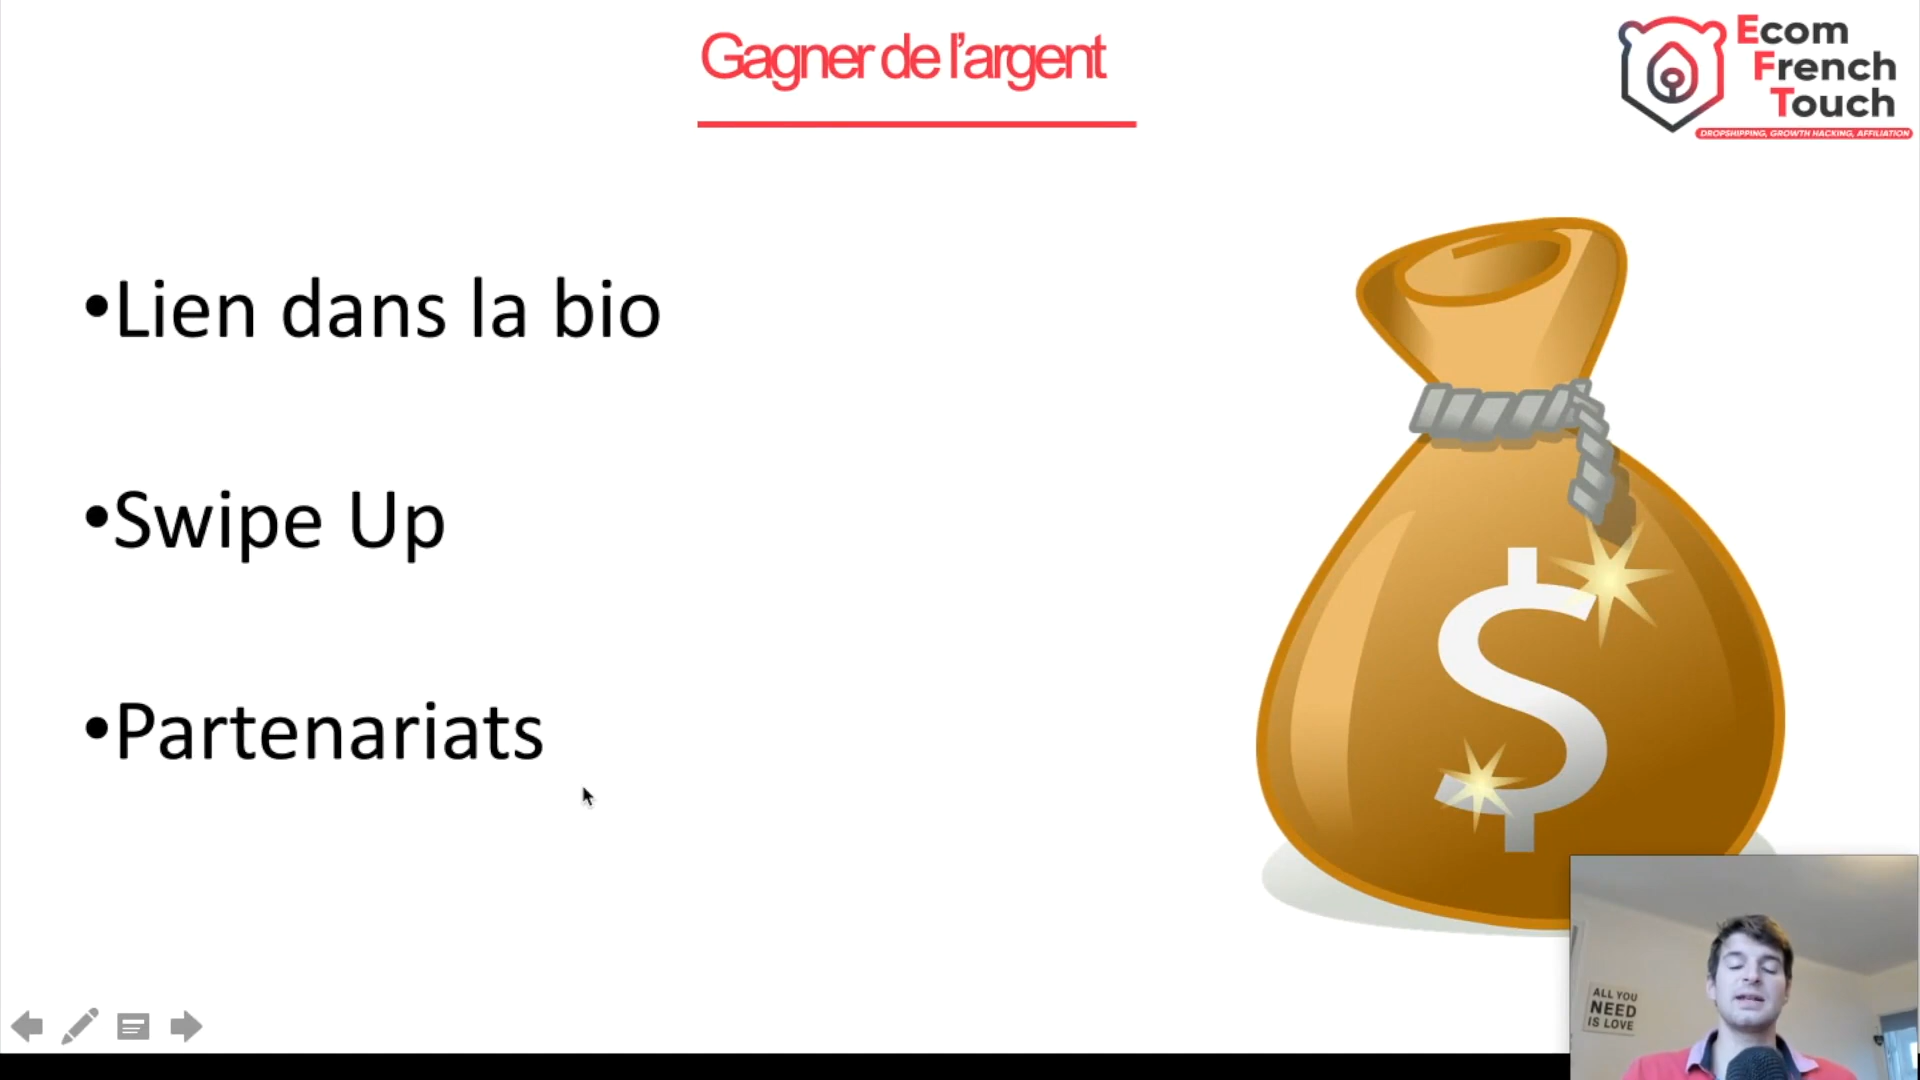 Gagner de l'argent
Ecom
French
Touch
DROPSHIPPING, GROWTH HACKING, AFFILIATION
•Lien dans la bio
•Swipe Up
•Partenariats
$
ALL YOU
NEED
IS LOVE